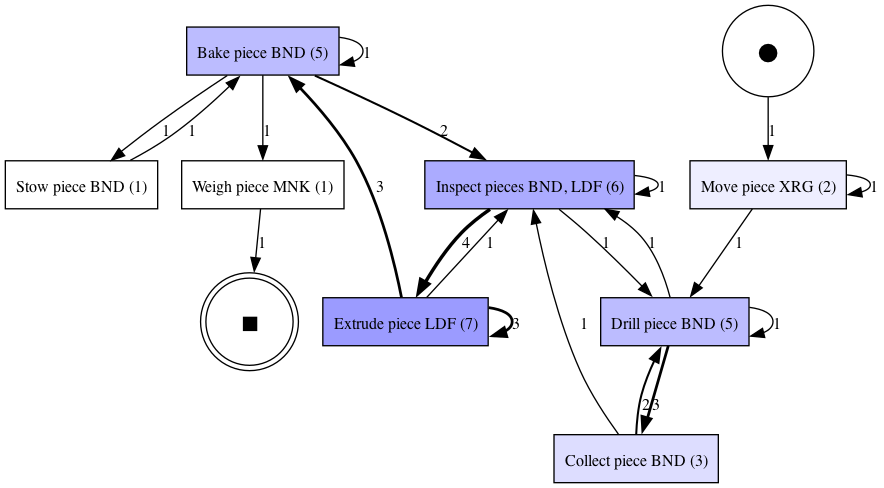 Bake piece BND (5)
1
1
1
1
2
1
Stow piece BND (1)
Weigh piece MNK (1)
Inspect pieces BND, LDF (6)
1
Move piece XRG (2)
1
3
1
4
1
1
1
1
Extrude piece LDF (7)
3
Drill piece BND (5)
1
1
2
3
Collect piece BND (3)